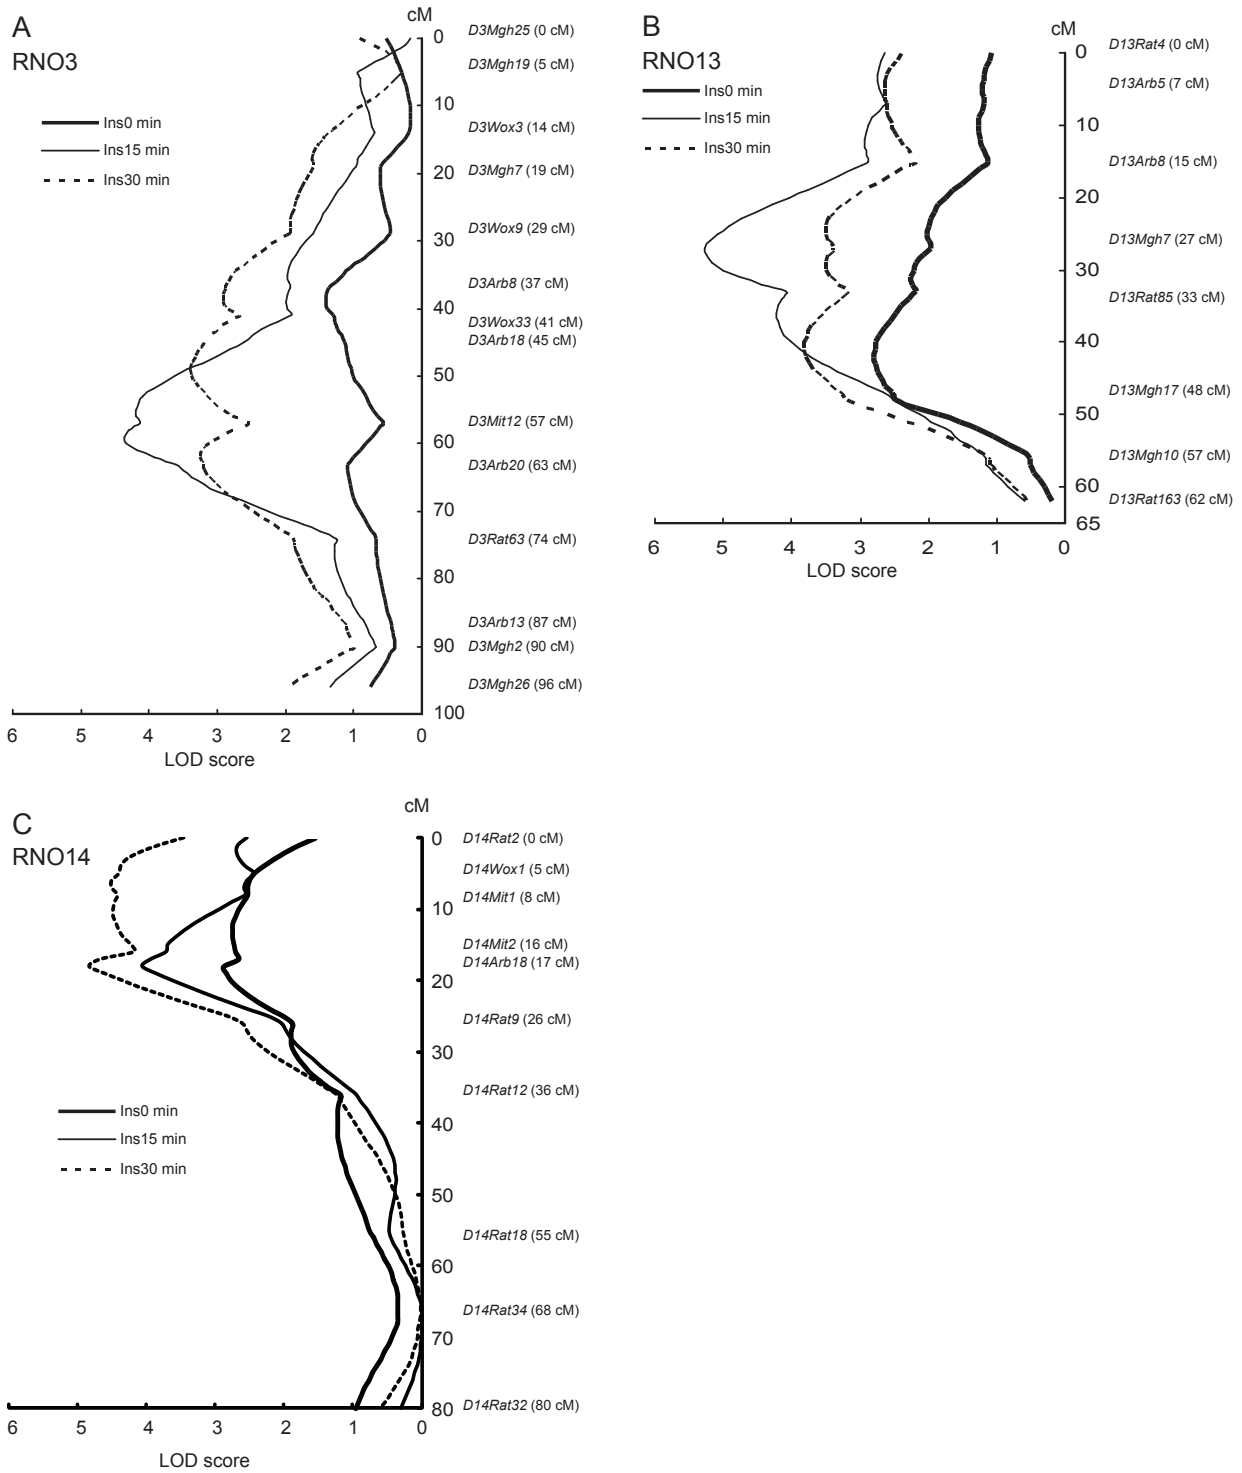 A
RNO3
cM
Ins0 min
Ins15 min
Ins30 min
0
10
20
30
40
50
60
70
80
90
100
D3Mgh25 (0 cM)
D3Mgh19 (5 cM)
D3Wox3 (14 cM)
D3Mgh7 (19 cM)
D3Wox9 (29 cM)
D3Arb8 (37 cM)
D3Wox33 (41 cM)
D3Arb18 (45 cM)
D3Mit12 (57 cM)
D3Arb20 (63 cM)
D3Rat63 (74 cM)
D3Arb13 (87 cM)
D3Mgh2 (90 cM)
D3Mgh26 (96 cM)
6 5 4 3 2 1 0
LOD score
B
RNO13
cM
Ins0 min
Ins15 min
Ins30 min
0
10
20
30
40
50
60
65
D13Rat4 (0 cM)
D13Arb5 (7 cM)
D13Arb8 (15 cM)
D13Mgh7 (27 cM)
D13Rat85 (33 cM)
D13Mgh17 (48 cM)
D13Mgh10 (57 cM)
D13Rat163 (62 cM)
6 5 4 3 2 1 0
LOD score
C
RNO14
cM
Ins0 min
Ins15 min
Ins30 min
0
10
20
30
40
50
60
70
80
D14Rat2 (0 cM)
D14Wox1 (5 cM)
D14Mit1 (8 cM)
D14Mit2 (16 cM)
D14Arb18 (17 cM)
D14Rat9 (26 cM)
D14Rat12 (36 cM)
D14Rat18 (55 cM)
D14Rat34 (68 cM)
D14Rat32 (80 cM)
6 5 4 3 2 1 0
LOD score